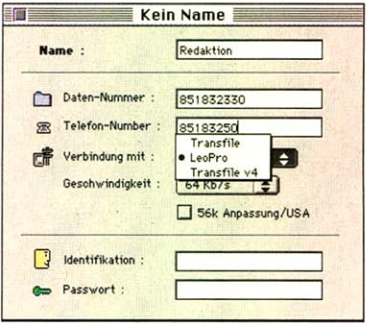 Kein Name
Name : Redaktion
Daten-Nummer : 851832330
Telefon-Number : 85183250
Transfile
Verbindung mit : LeoPro
Transfile v4
Geschwindigkeit : 64 Kb/s
56k Anpassung/USA
Identifikation :
Passwort :